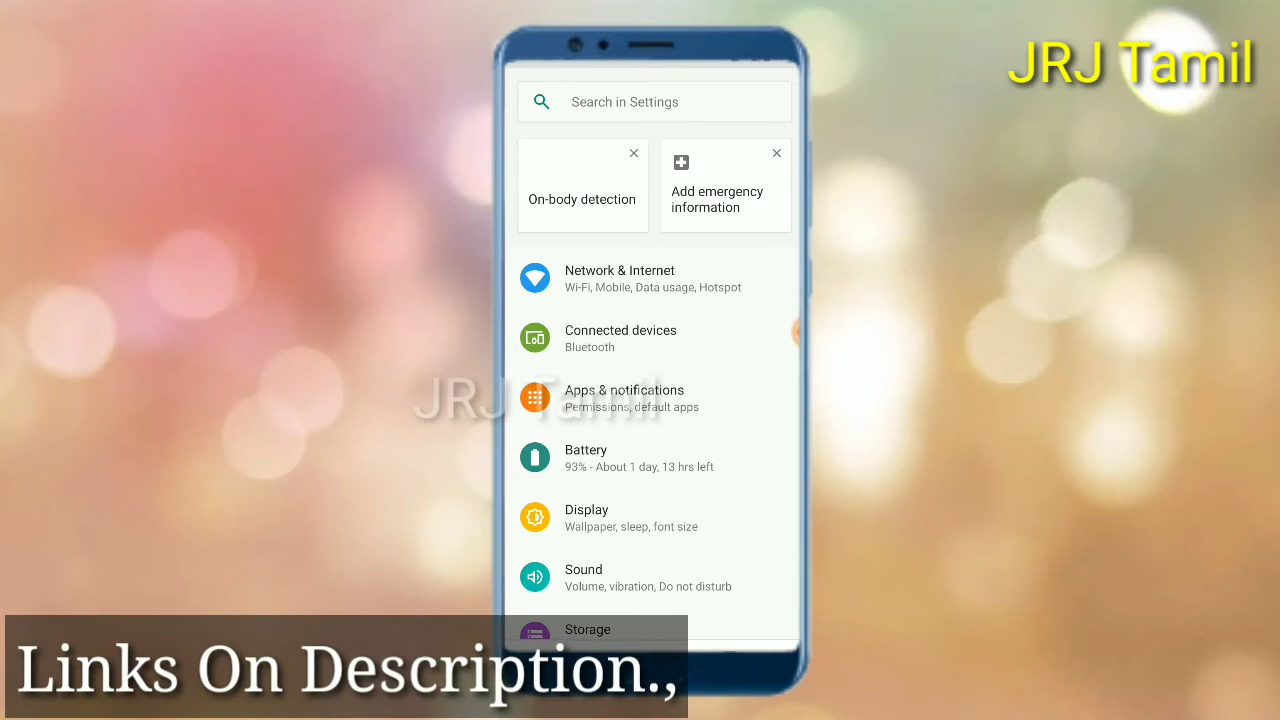 JRJ Tamil
Search in Settings
On-body detection
Add emergency
information
Network & Internet
Wi-Fi, Mobile, Data usage, Hotspot
Connected devices
Bluetooth
Apps & notifications
Permissions, default apps
JRJ Tamil
Battery
93% - About 1 day, 13 hrs left
Display
Wallpaper, sleep, font size
Sound
Volume, vibration, Do not disturb
Storage
Links On Description.,